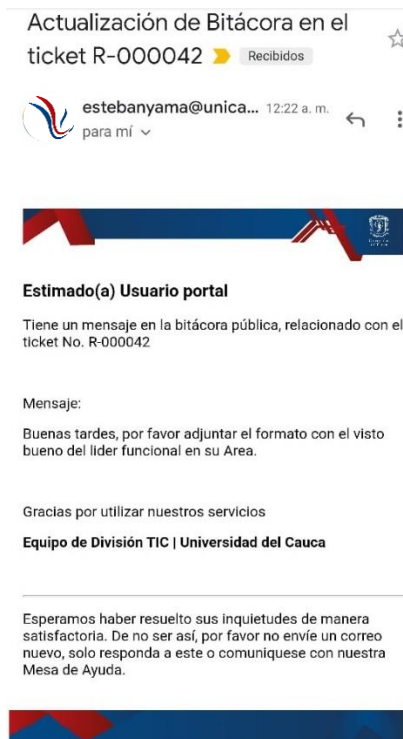 Actualización de Bitácora en el
ticket R-000042 Recibidos
estebanyama@unica... 12:22 a. m.
para mí
Estimado(a) Usuario portal
Tiene un mensaje en la bitácora pública, relacionado con el
ticket No. R-000042
Mensaje:
Buenas tardes, por favor adjuntar el formato con el visto
bueno del lider funcional en su Area.
Gracias por utilizar nuestros servicios
Equipo de División TIC | Universidad del Cauca
Esperamos haber resuelto sus inquietudes de manera
satisfactoria. De no ser así, por favor no envíe un correo
nuevo, solo responda a este o comuniquese con nuestra
Mesa de Ayuda.